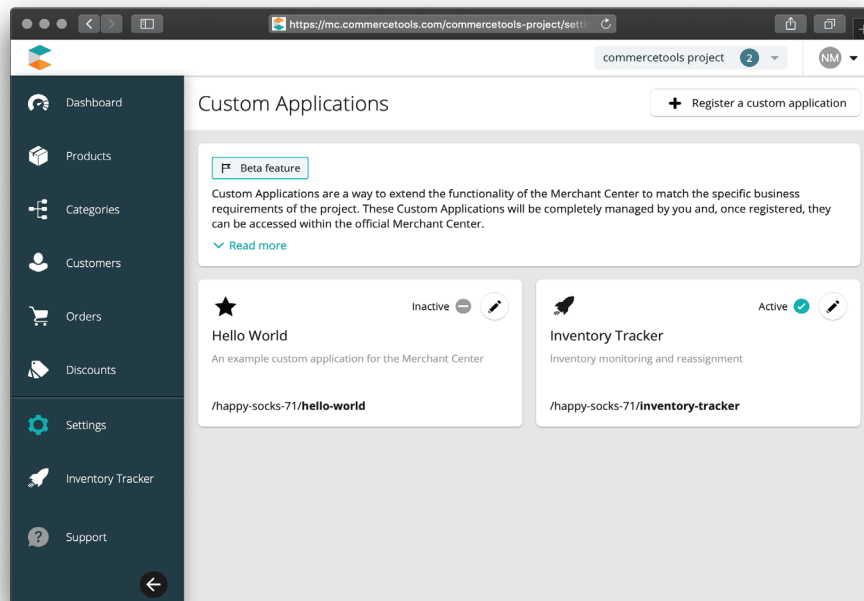 https://mc.commercetools.com/commercetools-project/setti
commercetools project 2
NM
Dashboard
Products
Categories
Customers
Orders
Discounts
Settings
Inventory Tracker
Support
Custom Applications
Register a custom application
Beta feature
Custom Applications are a way to extend the functionality of the Merchant Center to match the specific business
requirements of the project. These Custom Applications will be completely managed by you and, once registered, they
can be accessed within the official Merchant Center.
Read more
Inactive
Hello World
An example custom application for the Merchant Center
/happy-socks-71/hello-world
Active
Inventory Tracker
Inventory monitoring and reassignment
/happy-socks-71/inventory-tracker